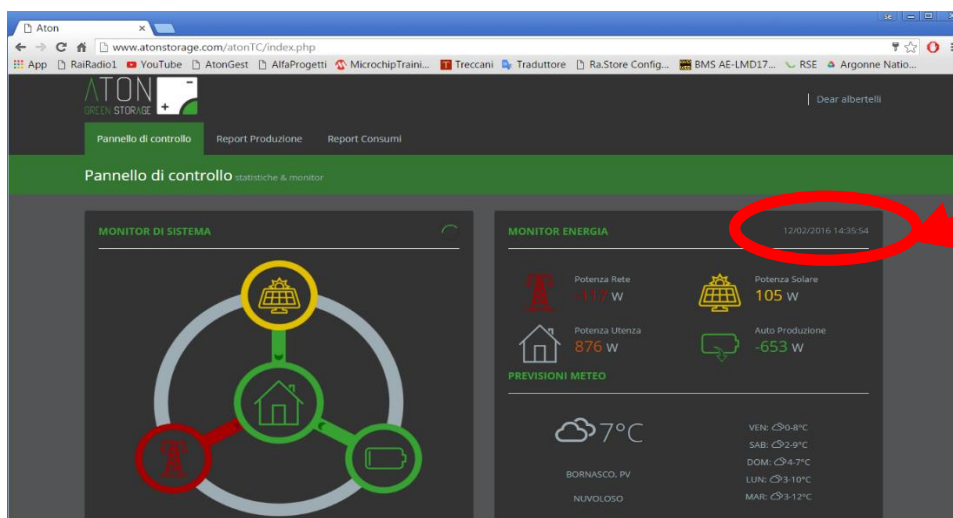 se
Aton
www.atonstorage.com/atonTC/index.php
App RaiRadio1 YouTube AtonGest AlfaProgetti MicrochipTraini... Treccani Traduttore Ra.Store Config... BMS AE-LMD17... RSE Argonne Natio...
ATON
GREEN STORAGE
Dear albertelli
Pannello di controllo Report Produzione Report Consumi
Pannello di controllo statistiche & monitor
MONITOR DI SISTEMA
MONITOR ENERGIA 12/02/2016 14:35:54
Potenza Rete
-117 W
Potenza Solare
105 W
Potenza Utenza
876 W
Auto Produzione
-653 W
PREVISIONI METEO
7°C
BORNASCO, PV
NUVOLOSO
VEN: 0-8°C
SAB: 2-9°C
DOM: 4-7°C
LUN: 3-10°C
MAR: 3-12°C